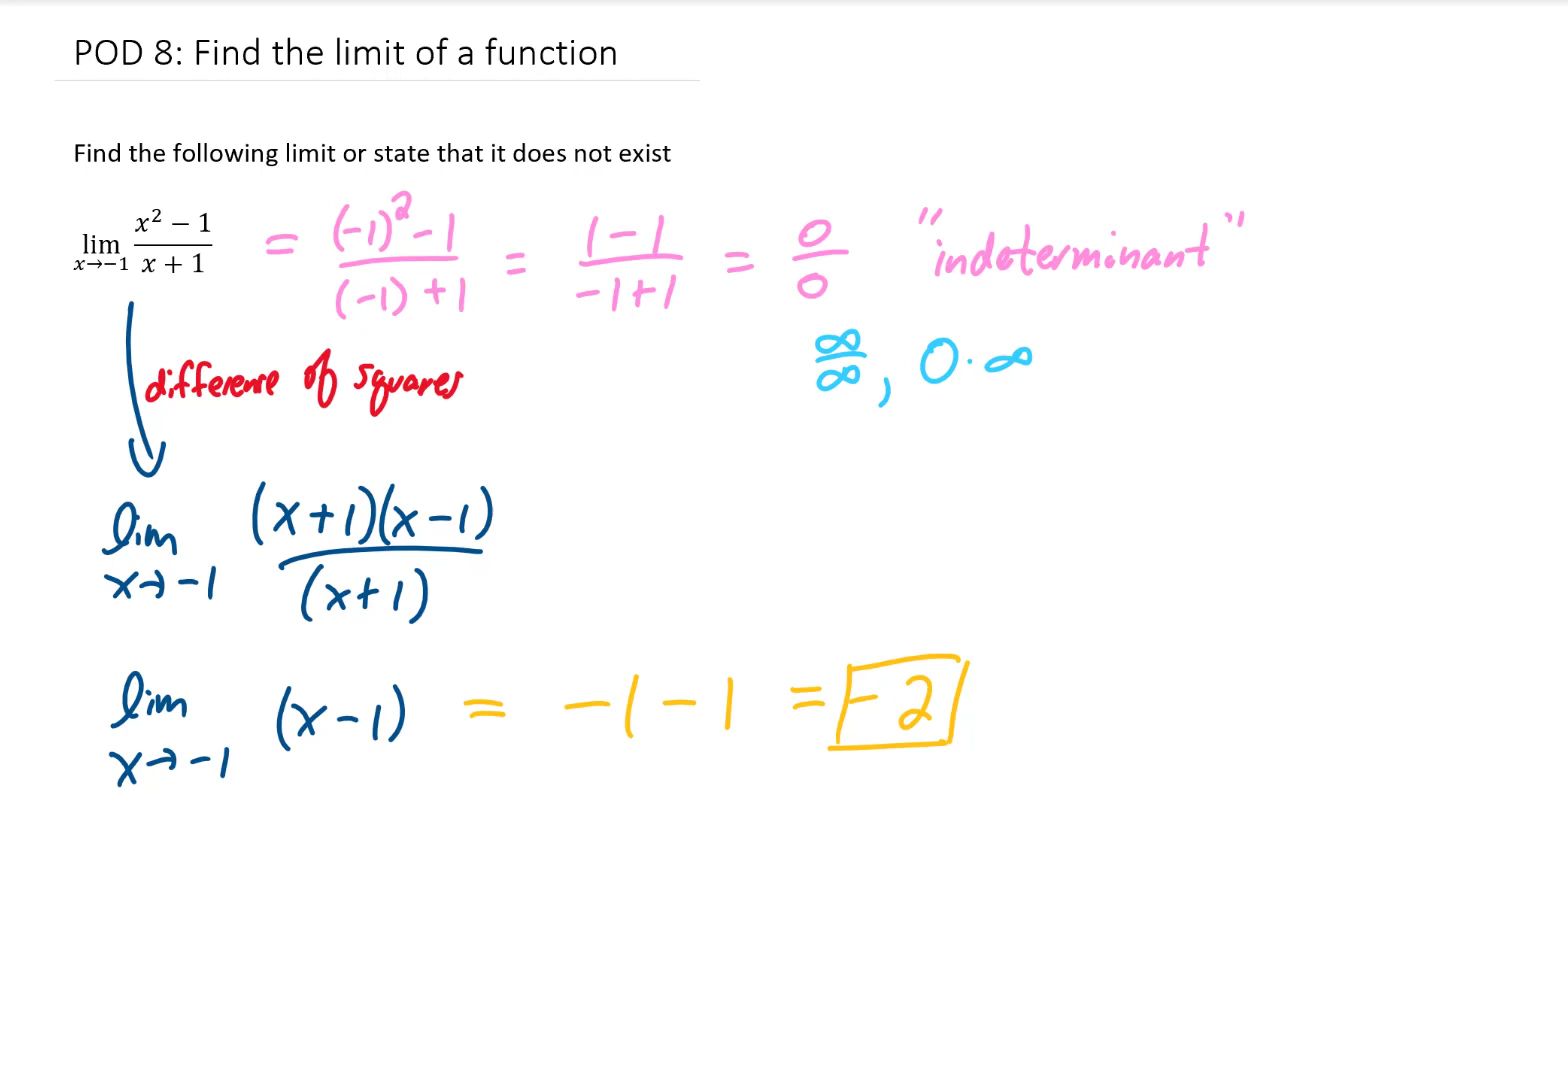 POD 8: Find the limit of a function
Find the following limit or state that it does not exist
lim x→−1 (x² − 1)/(x + 1) = ((-1)² - 1)/((-1) + 1) = (1 - 1)/(-1 + 1) = 0/0 "indeterminant"
∞/∞, 0·∞
difference of squares
lim x→-1 (x+1)(x-1)/(x+1)
lim x→-1 (x-1) = -1 - 1 = -2